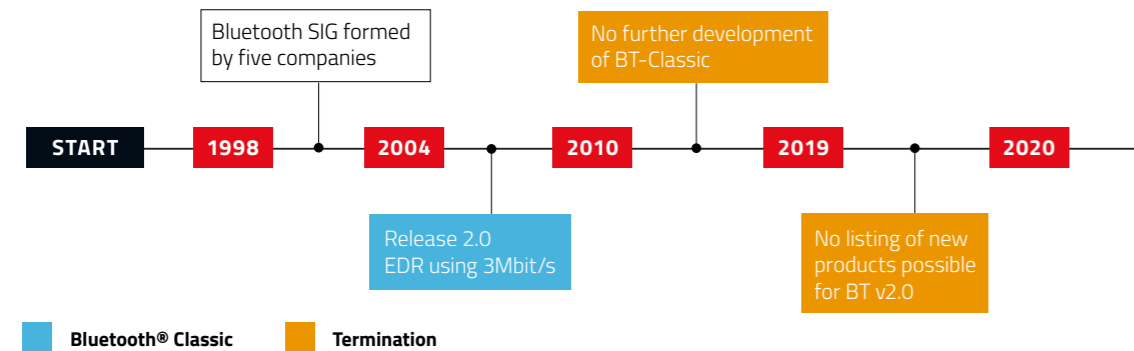 Bluetooth SIG formed
by five companies
No further development
of BT-Classic
START
1998
2004
2010
2019
2020
Release 2.0
EDR using 3Mbit/s
No listing of new
products possible
for BT v2.0
Bluetooth® Classic
Termination